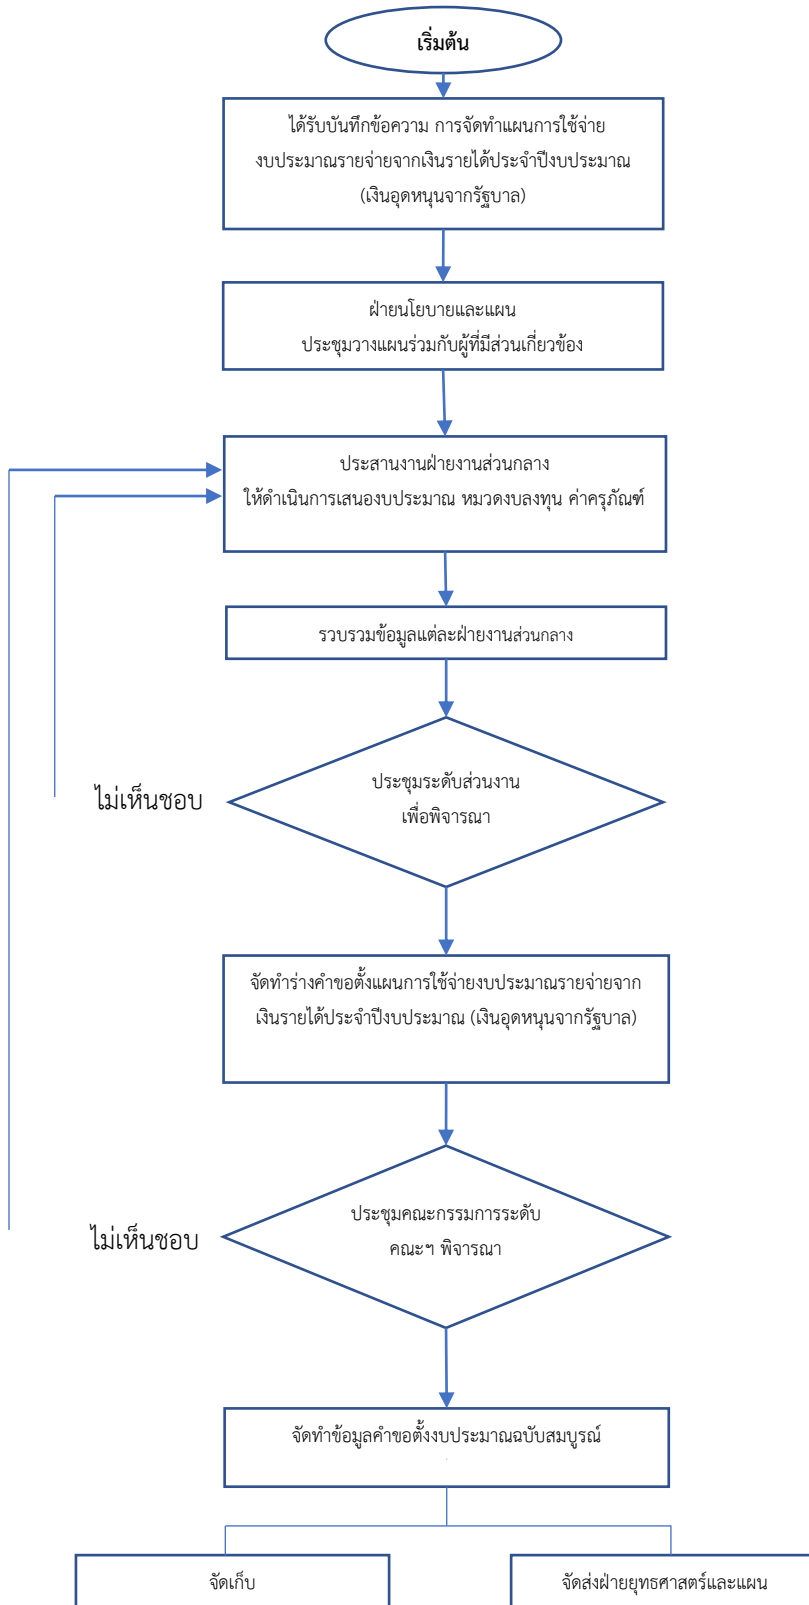 เริ่มต้น
ได้รับบันทึกข้อความ การจัดทำแผนการใช้จ่าย
งบประมาณรายจ่ายจากเงินรายได้ประจำปีงบประมาณ
(เงินอุดหนุนจากรัฐบาล)
ฝ่ายนโยบายและแผน
ประชุมวางแผนร่วมกับผู้ที่มีส่วนเกี่ยวข้อง
ประสานงานฝ่ายงานส่วนกลาง
ให้ดำเนินการเสนองบประมาณ หมวดงบลงทุน ค่าครุภัณฑ์
รวบรวมข้อมูลแต่ละฝ่ายงานส่วนกลาง
ประชุมระดับส่วนงาน
เพื่อพิจารณา
ไม่เห็นชอบ
จัดทำร่างคำขอตั้งแผนการใช้จ่ายงบประมาณรายจ่ายจาก
เงินรายได้ประจำปีงบประมาณ (เงินอุดหนุนจากรัฐบาล)
ประชุมคณะกรรมการระดับ
คณะฯ พิจารณา
ไม่เห็นชอบ
จัดทำข้อมูลคำขอตั้งงบประมาณฉบับสมบูรณ์
จัดเก็บ
จัดส่งฝ่ายยุทธศาสตร์และแผน